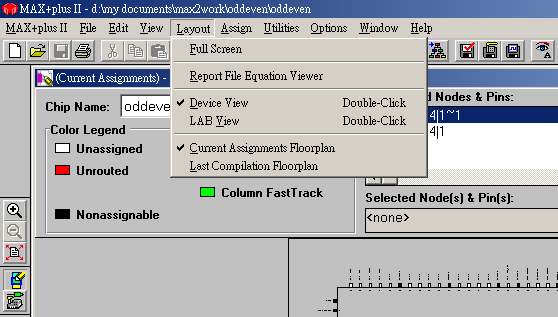 MAX+plus II - d:\my documents\max2work\oddeven\oddeven
MAX+plus II File Edit View Layout Assign Utilities Options Window Help
Full Screen
Report File Equation Viewer
Device View Double-Click
LAB View Double-Click
Current Assignments Floorplan
Last Compilation Floorplan
(Current Assignments) -
Chip Name: oddeve
Color Legend
Unassigned
Unrouted
Column FastTrack
Nonassignable
d Nodes & Pins:
4|1~1
4|1
Selected Node(s) & Pin(s):
<none>